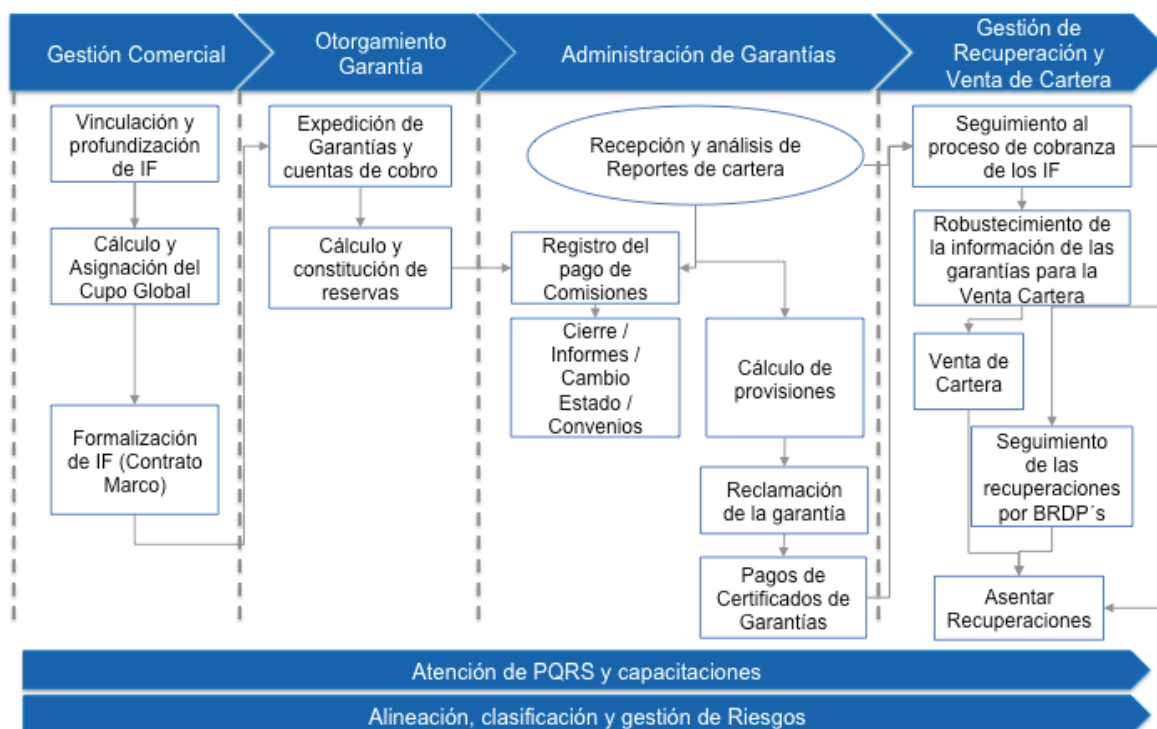 Gestión Comercial
Otorgamiento
Garantía
Administración de Garantías
Gestión de
Recuperación y
Venta de Cartera
Vinculación y
profundización
de IF
Cálculo y
Asignación del
Cupo Global
Formalización
de IF (Contrato
Marco)
Expedición de
Garantías y
cuentas de cobro
Cálculo y
constitución de
reservas
Recepción y análisis de
Reportes de cartera
Registro del
pago de
Comisiones
Cierre /
Informes /
Cambio
Estado /
Convenios
Cálculo de
provisiones
Reclamación
de la garantía
Pagos de
Certificados de
Garantías
Seguimiento al
proceso de cobranza
de los IF
Robustecimiento de
la información de las
garantías para la
Venta Cartera
Venta de
Cartera
Seguimiento
de las
recuperaciones
por BRDP´s
Asentar
Recuperaciones
Atención de PQRS y capacitaciones
Alineación, clasificación y gestión de Riesgos